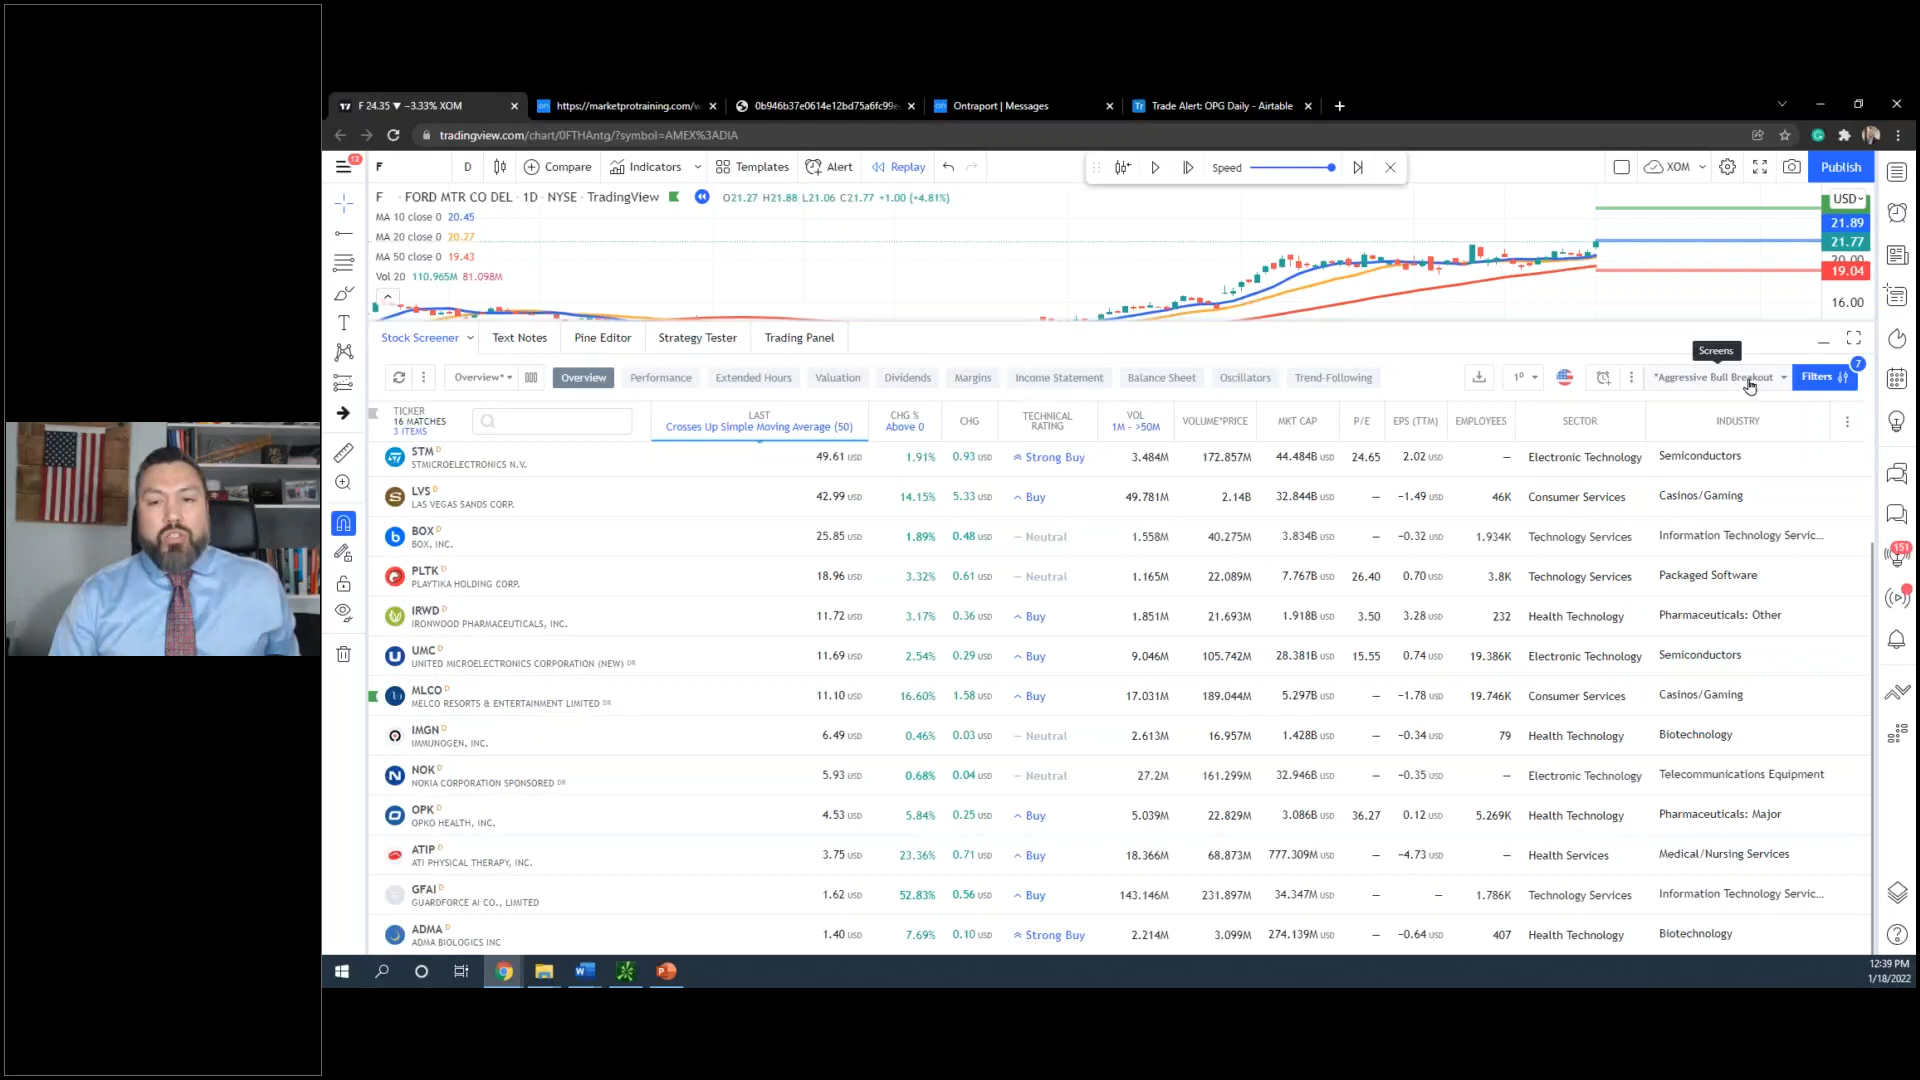 F 24.35 ▼ −3.33% XOM
https://marketprotraining.com/w
0b946b37e0614e12bd75a6fc99e
Ontraport | Messages
Trade Alert: OPG Daily - Airtable
tradingview.com/chart/0FTHAntg/?symbol=AMEX%3ADIA
12
F
D
Compare
Indicators
Templates
Alert
Replay
Speed
XOM
Publish
F · FORD MTR CO DEL · 1D · NYSE · TradingView
O21.27 H21.88 L21.06 C21.77 +1.00 (+4.81%)
MA 10 close 0 20.45
MA 20 close 0 20.27
MA 50 close 0 19.43
Vol 20 110.965M 81.098M
USD
21.89
21.77
20.00
19.04
16.00
Stock Screener
Text Notes
Pine Editor
Strategy Tester
Trading Panel
Screens
Overview*
Overview
Performance
Extended Hours
Valuation
Dividends
Margins
Income Statement
Balance Sheet
Oscillators
Trend-Following
1D
*Aggressive Bull Breakout
Filters
7
TICKER
16 MATCHES
3 ITEMS
LAST
Crosses Up Simple Moving Average (50)
CHG %
Above 0
CHG
TECHNICAL RATING
VOL
1M - >50M
VOLUME*PRICE
MKT CAP
P/E
EPS (TTM)
EMPLOYEES
SECTOR
INDUSTRY
STM D 49.61 USD 1.91% 0.93 USD Strong Buy 3.484M 172.857M 44.484B USD 24.65 2.02 USD — Electronic Technology Semiconductors
STMICROELECTRONICS N.V.
LVS D 42.99 USD 14.15% 5.33 USD Buy 49.781M 2.14B 32.844B USD — −1.49 USD 46K Consumer Services Casinos/Gaming
LAS VEGAS SANDS CORP.
BOX D 25.85 USD 1.89% 0.48 USD — Neutral 1.558M 40.275M 3.834B USD — −0.32 USD 1.934K Technology Services Information Technology Servic...
BOX, INC.
PLTK D 18.96 USD 3.32% 0.61 USD — Neutral 1.165M 22.089M 7.767B USD 26.40 0.70 USD 3.8K Technology Services Packaged Software
PLAYTIKA HOLDING CORP.
IRWD D 11.72 USD 3.17% 0.36 USD Buy 1.851M 21.693M 1.918B USD 3.50 3.28 USD 232 Health Technology Pharmaceuticals: Other
IRONWOOD PHARMACEUTICALS, INC.
UMC D 11.69 USD 2.54% 0.29 USD Buy 9.046M 105.742M 28.381B USD 15.55 0.74 USD 19.386K Electronic Technology Semiconductors
UNITED MICROELECTRONICS CORPORATION (NEW) DR
MLCO D 11.10 USD 16.60% 1.58 USD Buy 17.031M 189.044M 5.297B USD — −1.78 USD 19.746K Consumer Services Casinos/Gaming
MELCO RESORTS & ENTERTAINMENT LIMITED DR
IMGN D 6.49 USD 0.46% 0.03 USD — Neutral 2.613M 16.957M 1.428B USD — −0.34 USD 79 Health Technology Biotechnology
IMMUNOGEN, INC.
NOK D 5.93 USD 0.68% 0.04 USD — Neutral 27.2M 161.299M 32.946B USD — −0.35 USD — Electronic Technology Telecommunications Equipment
NOKIA CORPORATION SPONSORED DR
OPK D 4.53 USD 5.84% 0.25 USD Buy 5.039M 22.829M 3.086B USD 36.27 0.12 USD 5.269K Health Technology Pharmaceuticals: Major
OPKO HEALTH, INC.
ATIP D 3.75 USD 23.36% 0.71 USD Buy 18.366M 68.873M 777.309M USD — −4.73 USD — Health Services Medical/Nursing Services
ATI PHYSICAL THERAPY, INC.
GFAI D 1.62 USD 52.83% 0.56 USD Buy 143.146M 231.897M 34.347M USD — — 1.786K Technology Services Information Technology Servic...
GUARDFORCE AI CO., LIMITED
ADMA D 1.40 USD 7.69% 0.10 USD Strong Buy 2.214M 3.099M 274.139M USD — −0.64 USD 407 Health Technology Biotechnology
ADMA BIOLOGICS INC
151
12:39 PM
1/18/2022